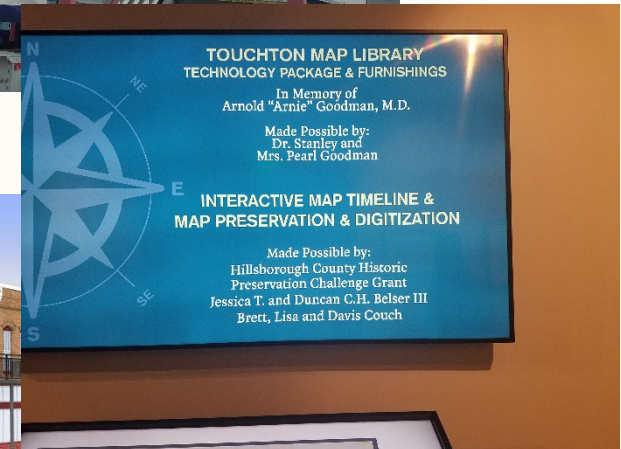 N
NE
E
SE
S
TOUCHTON MAP LIBRARY
TECHNOLOGY PACKAGE & FURNISHINGS
In Memory of
Arnold "Arnie" Goodman, M.D.
Made Possible by:
Dr. Stanley and
Mrs. Pearl Goodman
INTERACTIVE MAP TIMELINE &
MAP PRESERVATION & DIGITIZATION
Made Possible by:
Hillsborough County Historic
Preservation Challenge Grant
Jessica T. and Duncan C.H. Belser III
Brett, Lisa and Davis Couch